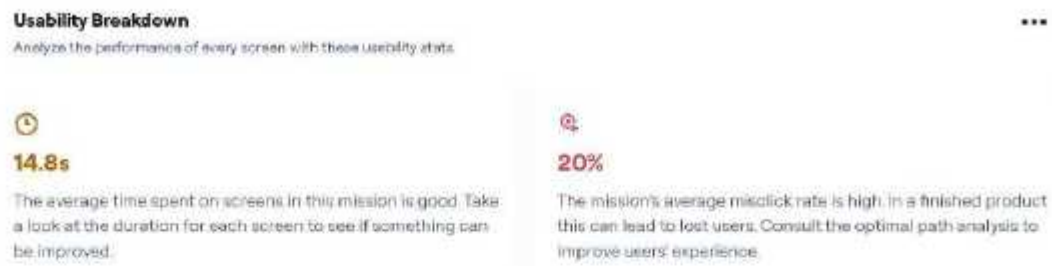 Usability Breakdown
Analyze the performance of every screen with these usability stats
14.8s
The average time spent on screens in this mission is good. Take
a look at the duration for each screen to see if something can
be improved.
20%
The mission's average misclick rate is high. In a finished product
this can lead to lost users. Consult the optimal path analysis to
improve users' experience.